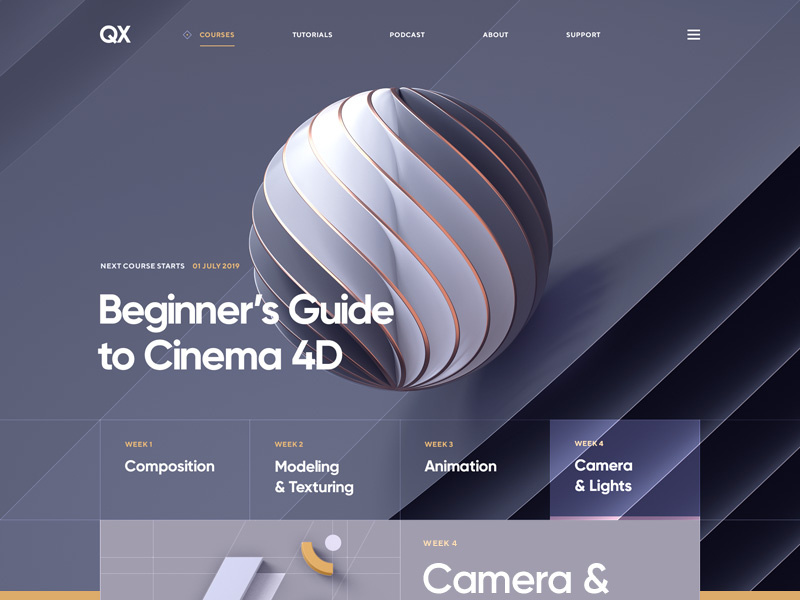 QX
COURSES
TUTORIALS
PODCAST
ABOUT
SUPPORT
NEXT COURSE STARTS 01 JULY 2019
Beginner's Guide
to Cinema 4D
WEEK 1
Composition
WEEK 2
Modeling
& Texturing
WEEK 3
Animation
WEEK 4
Camera
& Lights
WEEK 4
Camera &